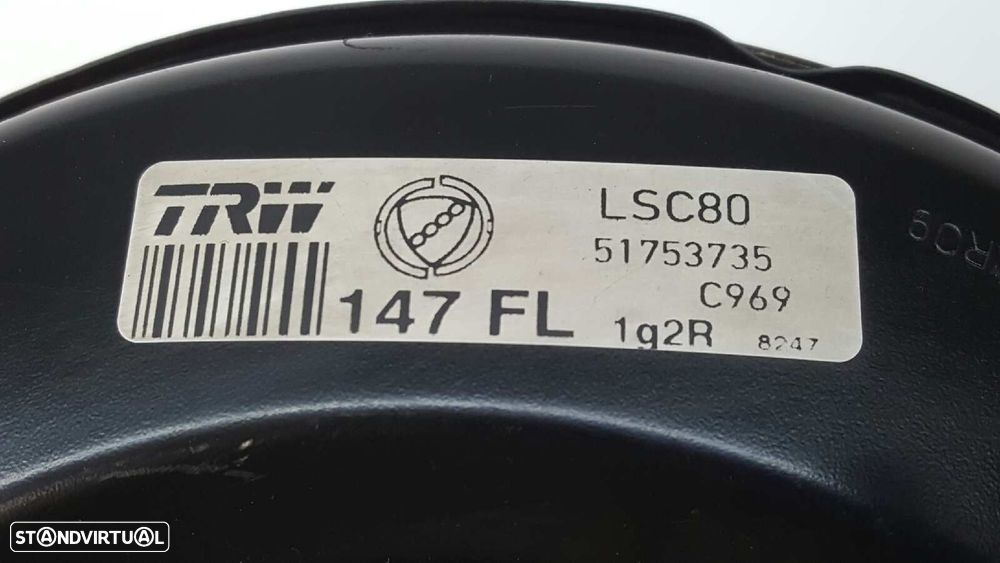 TRW
LSC80
51753735
C969
147 FL
1g2R
8247
STANDVIRTUAL